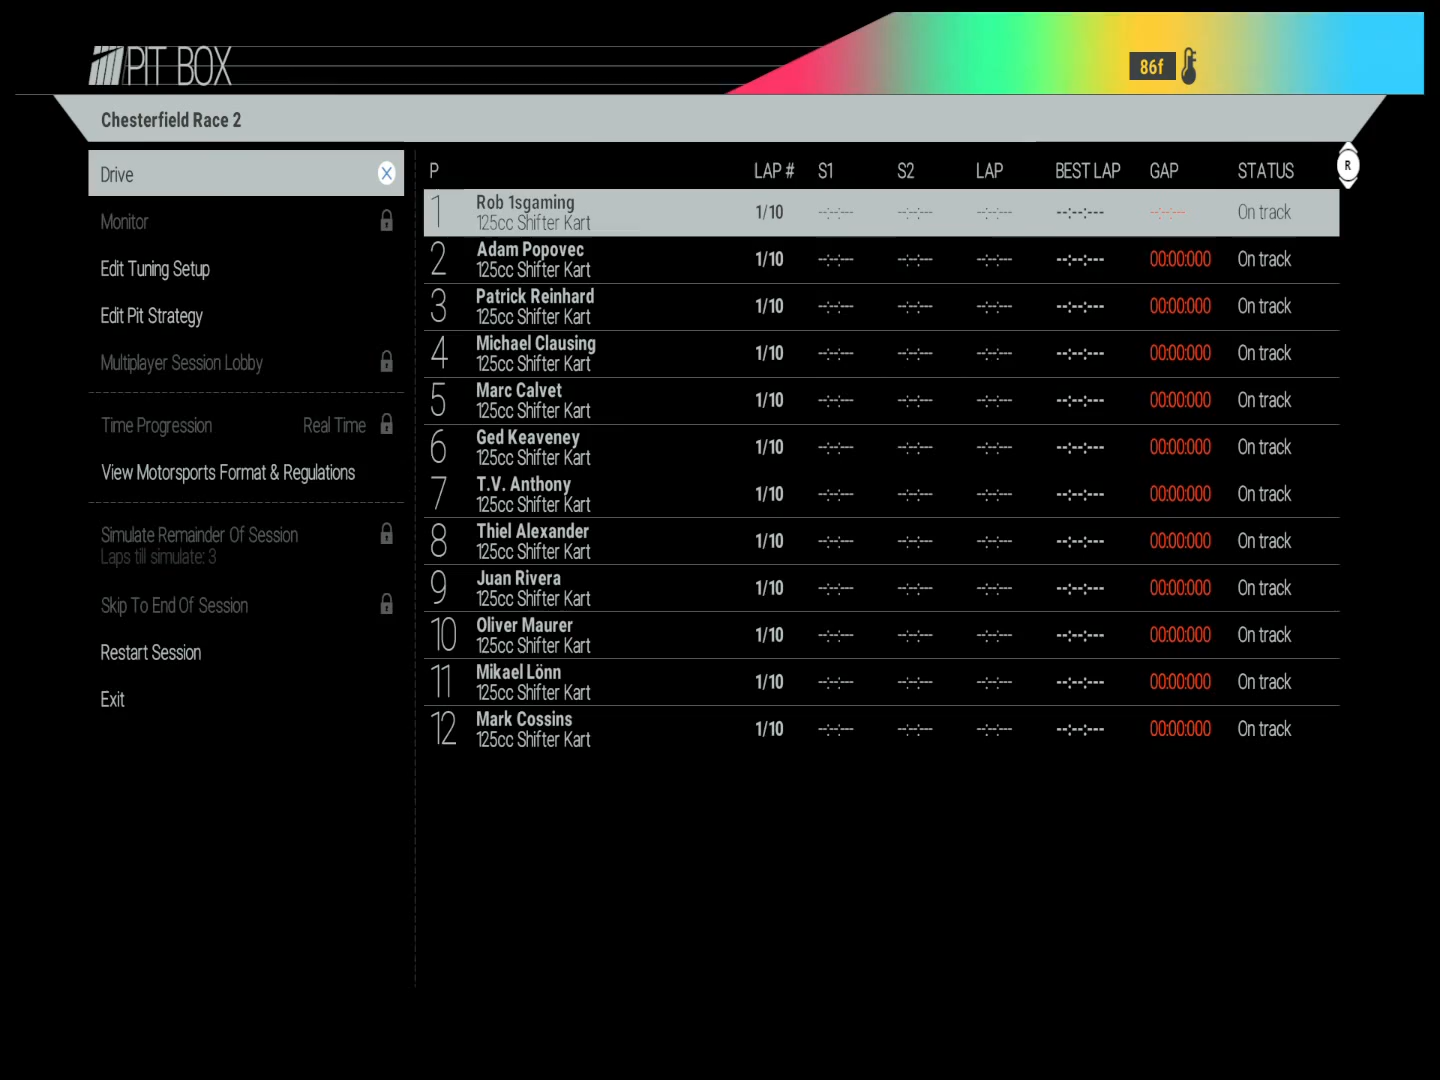 PIT BOX
86f
Chesterfield Race 2
Drive
Monitor
Edit Tuning Setup
Edit Pit Strategy
Multiplayer Session Lobby
Time Progression Real Time
View Motorsports Format & Regulations
Simulate Remainder Of Session
Laps till simulate: 3
Skip To End Of Session
Restart Session
Exit
P LAP # S1 S2 LAP BEST LAP GAP STATUS
R
1 Rob 1sgaming 1/10 --:--:--- --:--:--- --:--:--- --:--:--- --:--:--- On track
125cc Shifter Kart
2 Adam Popovec 1/10 --:--:--- --:--:--- --:--:--- --:--:--- 00:00:000 On track
125cc Shifter Kart
3 Patrick Reinhard 1/10 --:--:--- --:--:--- --:--:--- --:--:--- 00:00:000 On track
125cc Shifter Kart
4 Michael Clausing 1/10 --:--:--- --:--:--- --:--:--- --:--:--- 00:00:000 On track
125cc Shifter Kart
5 Marc Calvet 1/10 --:--:--- --:--:--- --:--:--- --:--:--- 00:00:000 On track
125cc Shifter Kart
6 Ged Keaveney 1/10 --:--:--- --:--:--- --:--:--- --:--:--- 00:00:000 On track
125cc Shifter Kart
7 T.V. Anthony 1/10 --:--:--- --:--:--- --:--:--- --:--:--- 00:00:000 On track
125cc Shifter Kart
8 Thiel Alexander 1/10 --:--:--- --:--:--- --:--:--- --:--:--- 00:00:000 On track
125cc Shifter Kart
9 Juan Rivera 1/10 --:--:--- --:--:--- --:--:--- --:--:--- 00:00:000 On track
125cc Shifter Kart
10 Oliver Maurer 1/10 --:--:--- --:--:--- --:--:--- --:--:--- 00:00:000 On track
125cc Shifter Kart
11 Mikael Lönn 1/10 --:--:--- --:--:--- --:--:--- --:--:--- 00:00:000 On track
125cc Shifter Kart
12 Mark Cossins 1/10 --:--:--- --:--:--- --:--:--- --:--:--- 00:00:000 On track
125cc Shifter Kart